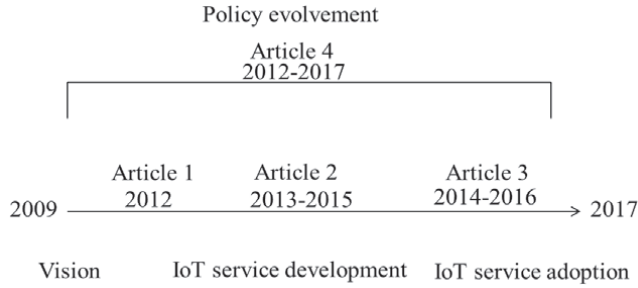 Policy evolvement
Article 4
2012-2017
Article 1
2012
Article 2
2013-2015
Article 3
2014-2016
2009
2017
Vision
IoT service development
IoT service adoption